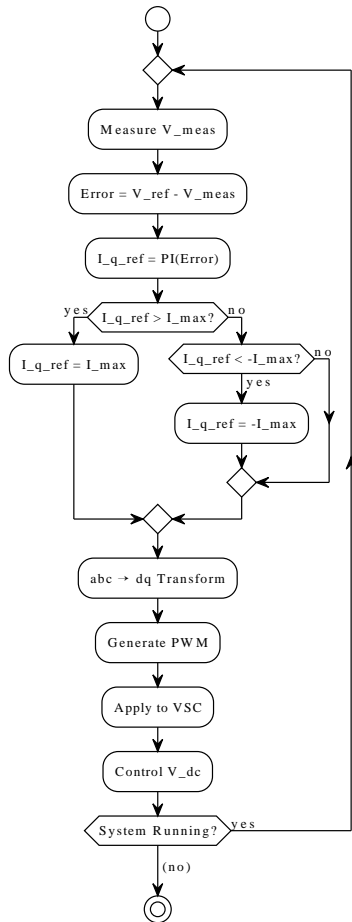 Measure V_meas
Error = V_ref - V_meas
I_q_ref = PI(Error)
yes
I_q_ref > I_max?
no
I_q_ref = I_max
I_q_ref < -I_max?
no
yes
I_q_ref = -I_max
abc → dq Transform
Generate PWM
Apply to VSC
Control V_dc
System Running?
yes
(no)